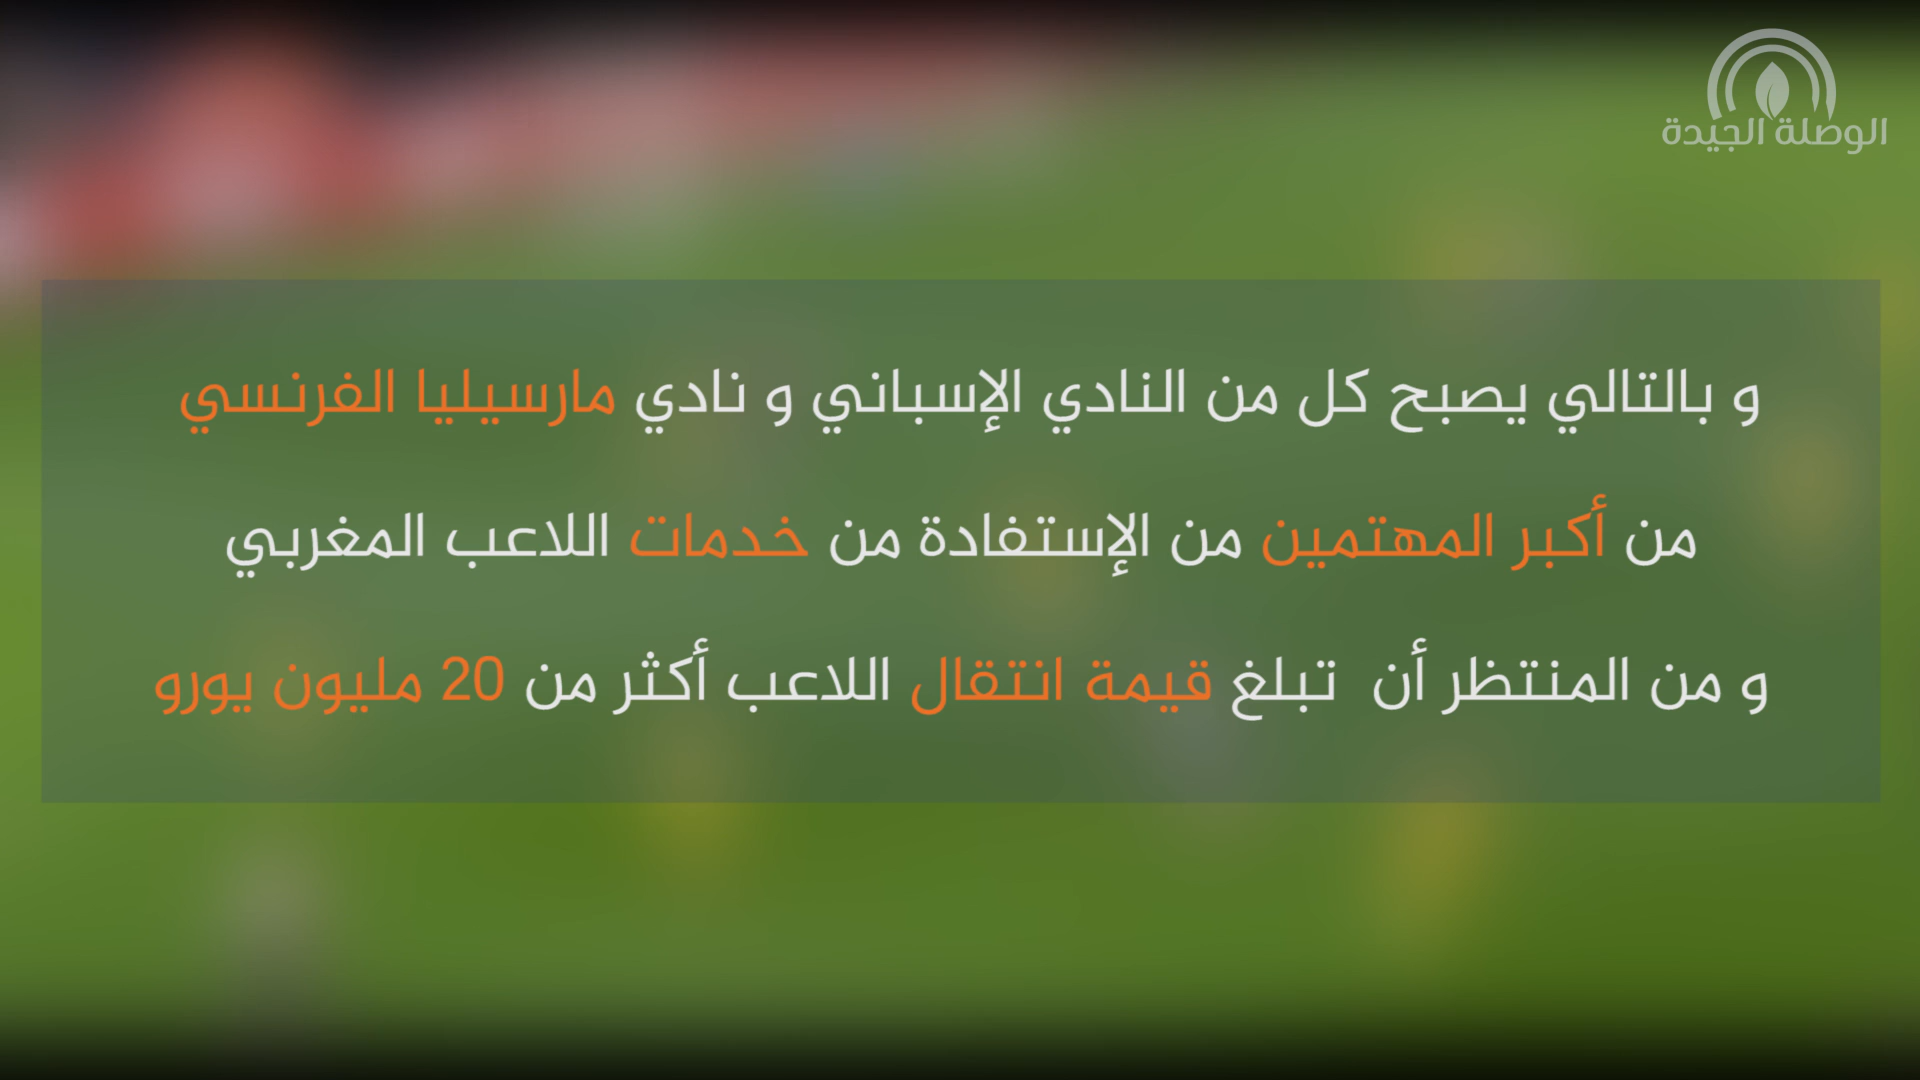 الوصلة الجيدة
و بالتالي يصبح كل من النادي الإسباني و نادي مارسيليا الفرنسي
من أكبر المهتمين من الإستفادة من خدمات اللاعب المغربي
و من المنتظر أن تبلغ قيمة انتقال اللاعب أكثر من 20 مليون يورو